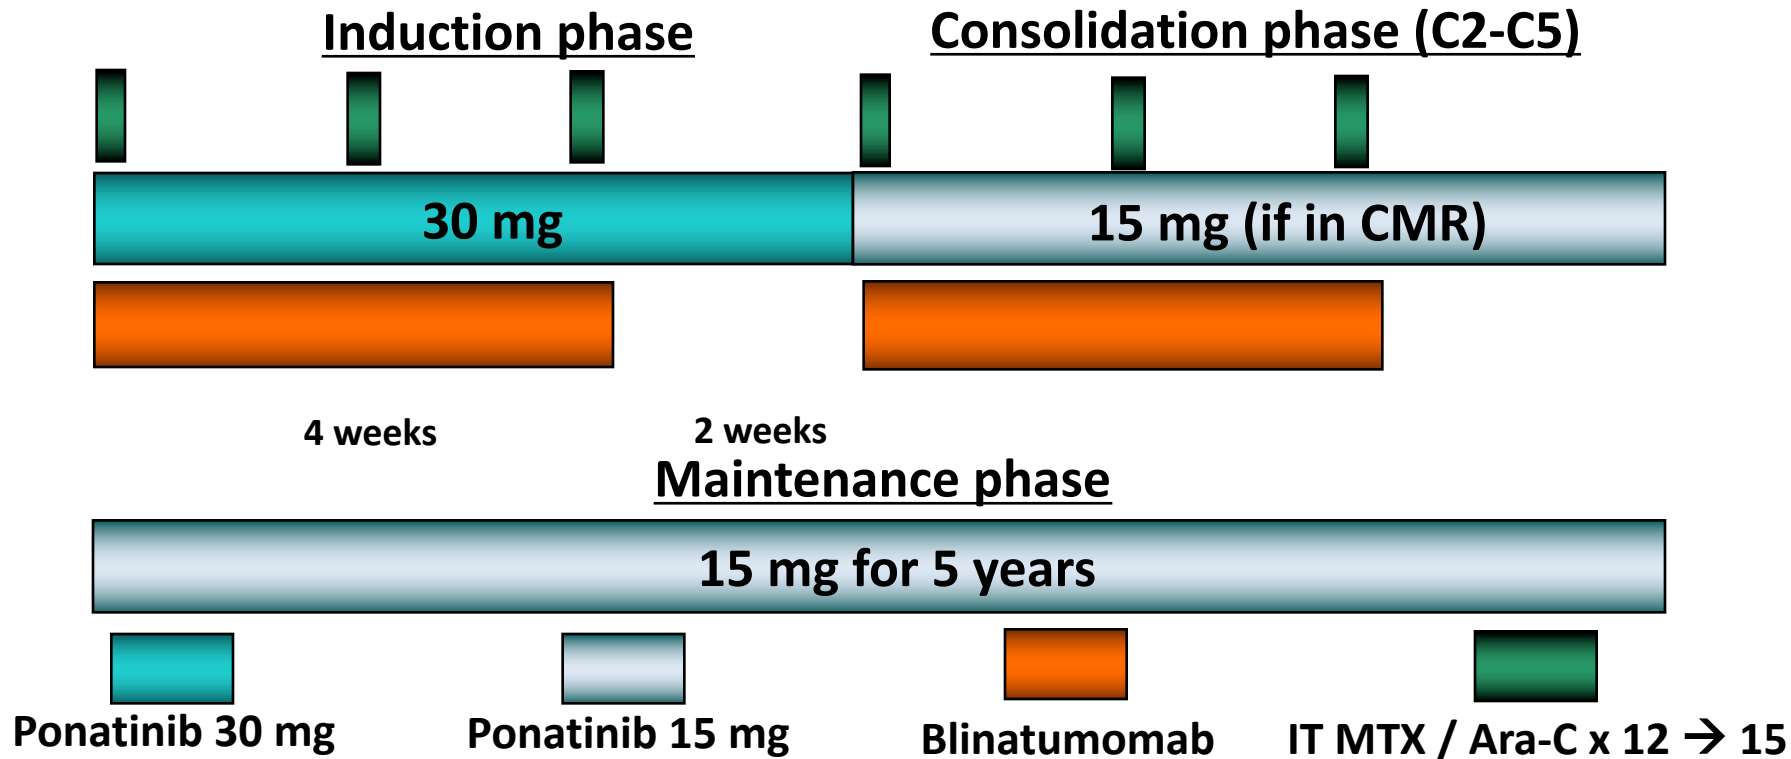 Induction phase
Consolidation phase (C2-C5)
30 mg
15 mg (if in CMR)
4 weeks
2 weeks
Maintenance phase
15 mg for 5 years
Ponatinib 30 mg
Ponatinib 15 mg
Blinatumomab
IT MTX / Ara-C x 12 → 15